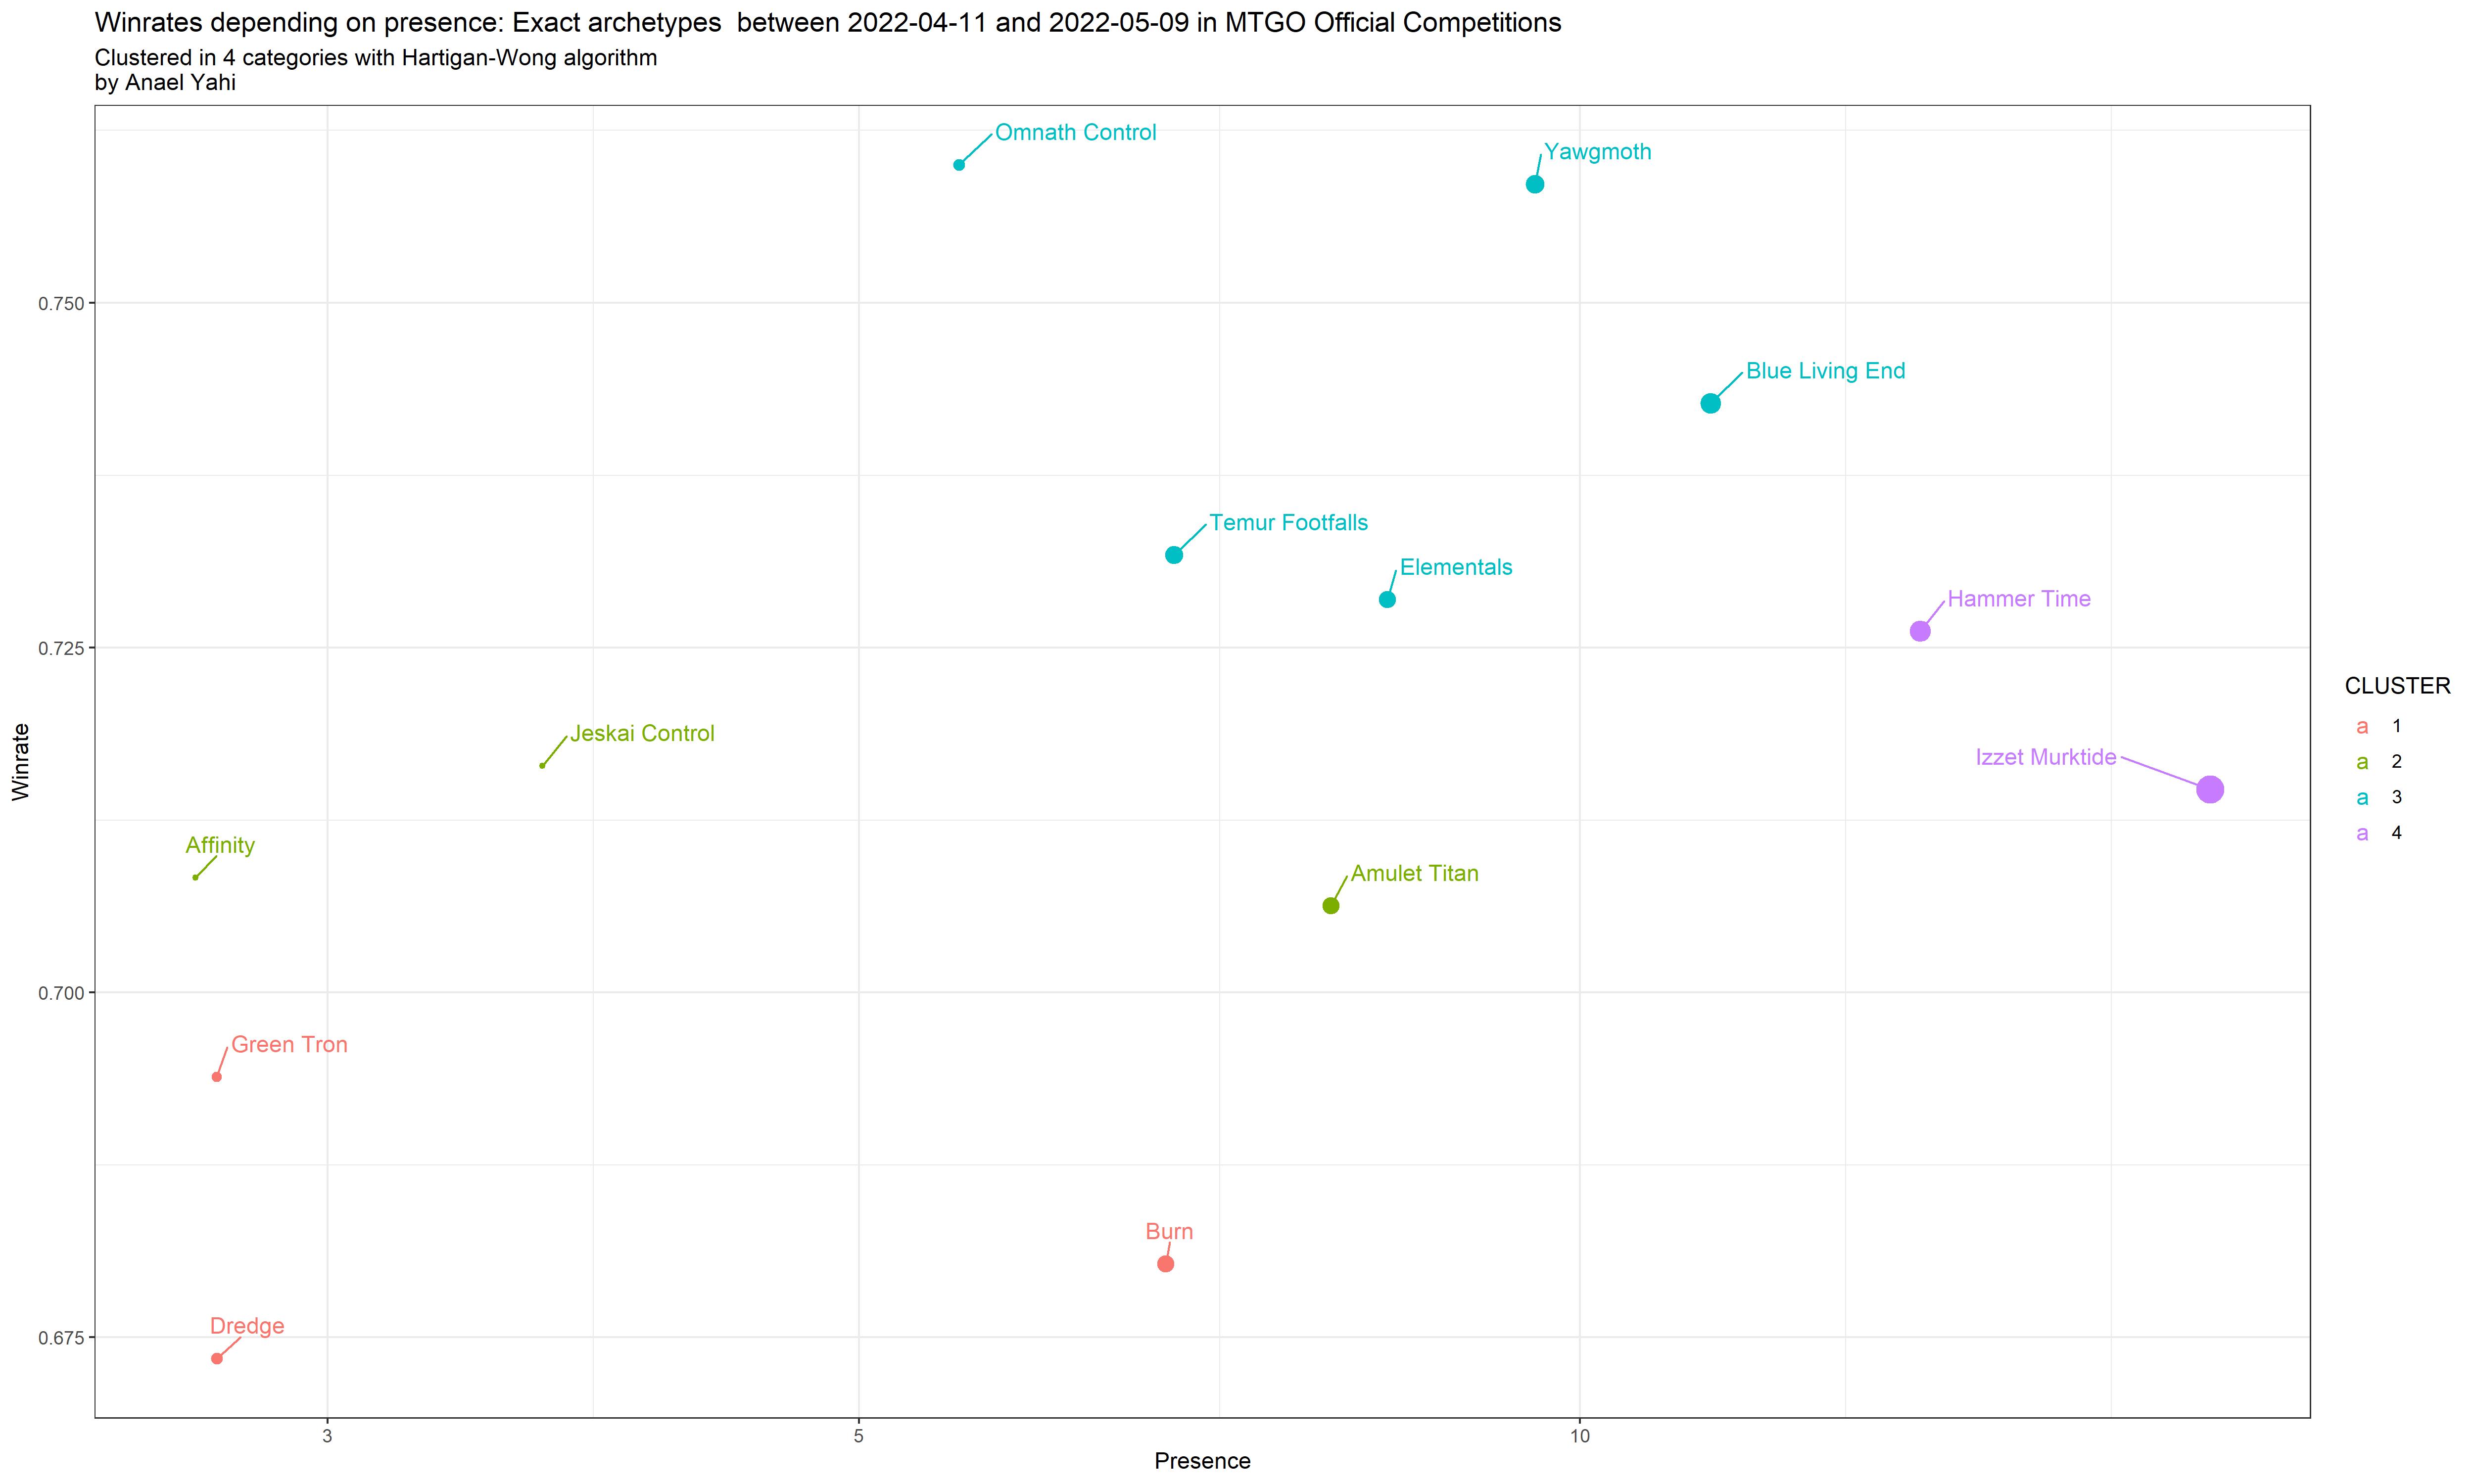 Winrates depending on presence: Exact archetypes  between 2022-04-11 and 2022-05-09 in MTGO Official Competitions
Clustered in 4 categories with Hartigan-Wong algorithm
by Anael Yahi
Omnath Control
Yawgmoth
0.750
Blue Living End
Temur Footfalls
Elementals
Hammer Time
0.725
CLUSTER
a 1
a 2
a 3
a 4
Winrate
Jeskai Control
Izzet Murktide
Affinity
Amulet Titan
0.700
Green Tron
Burn
Dredge
0.675
3
5
10
Presence